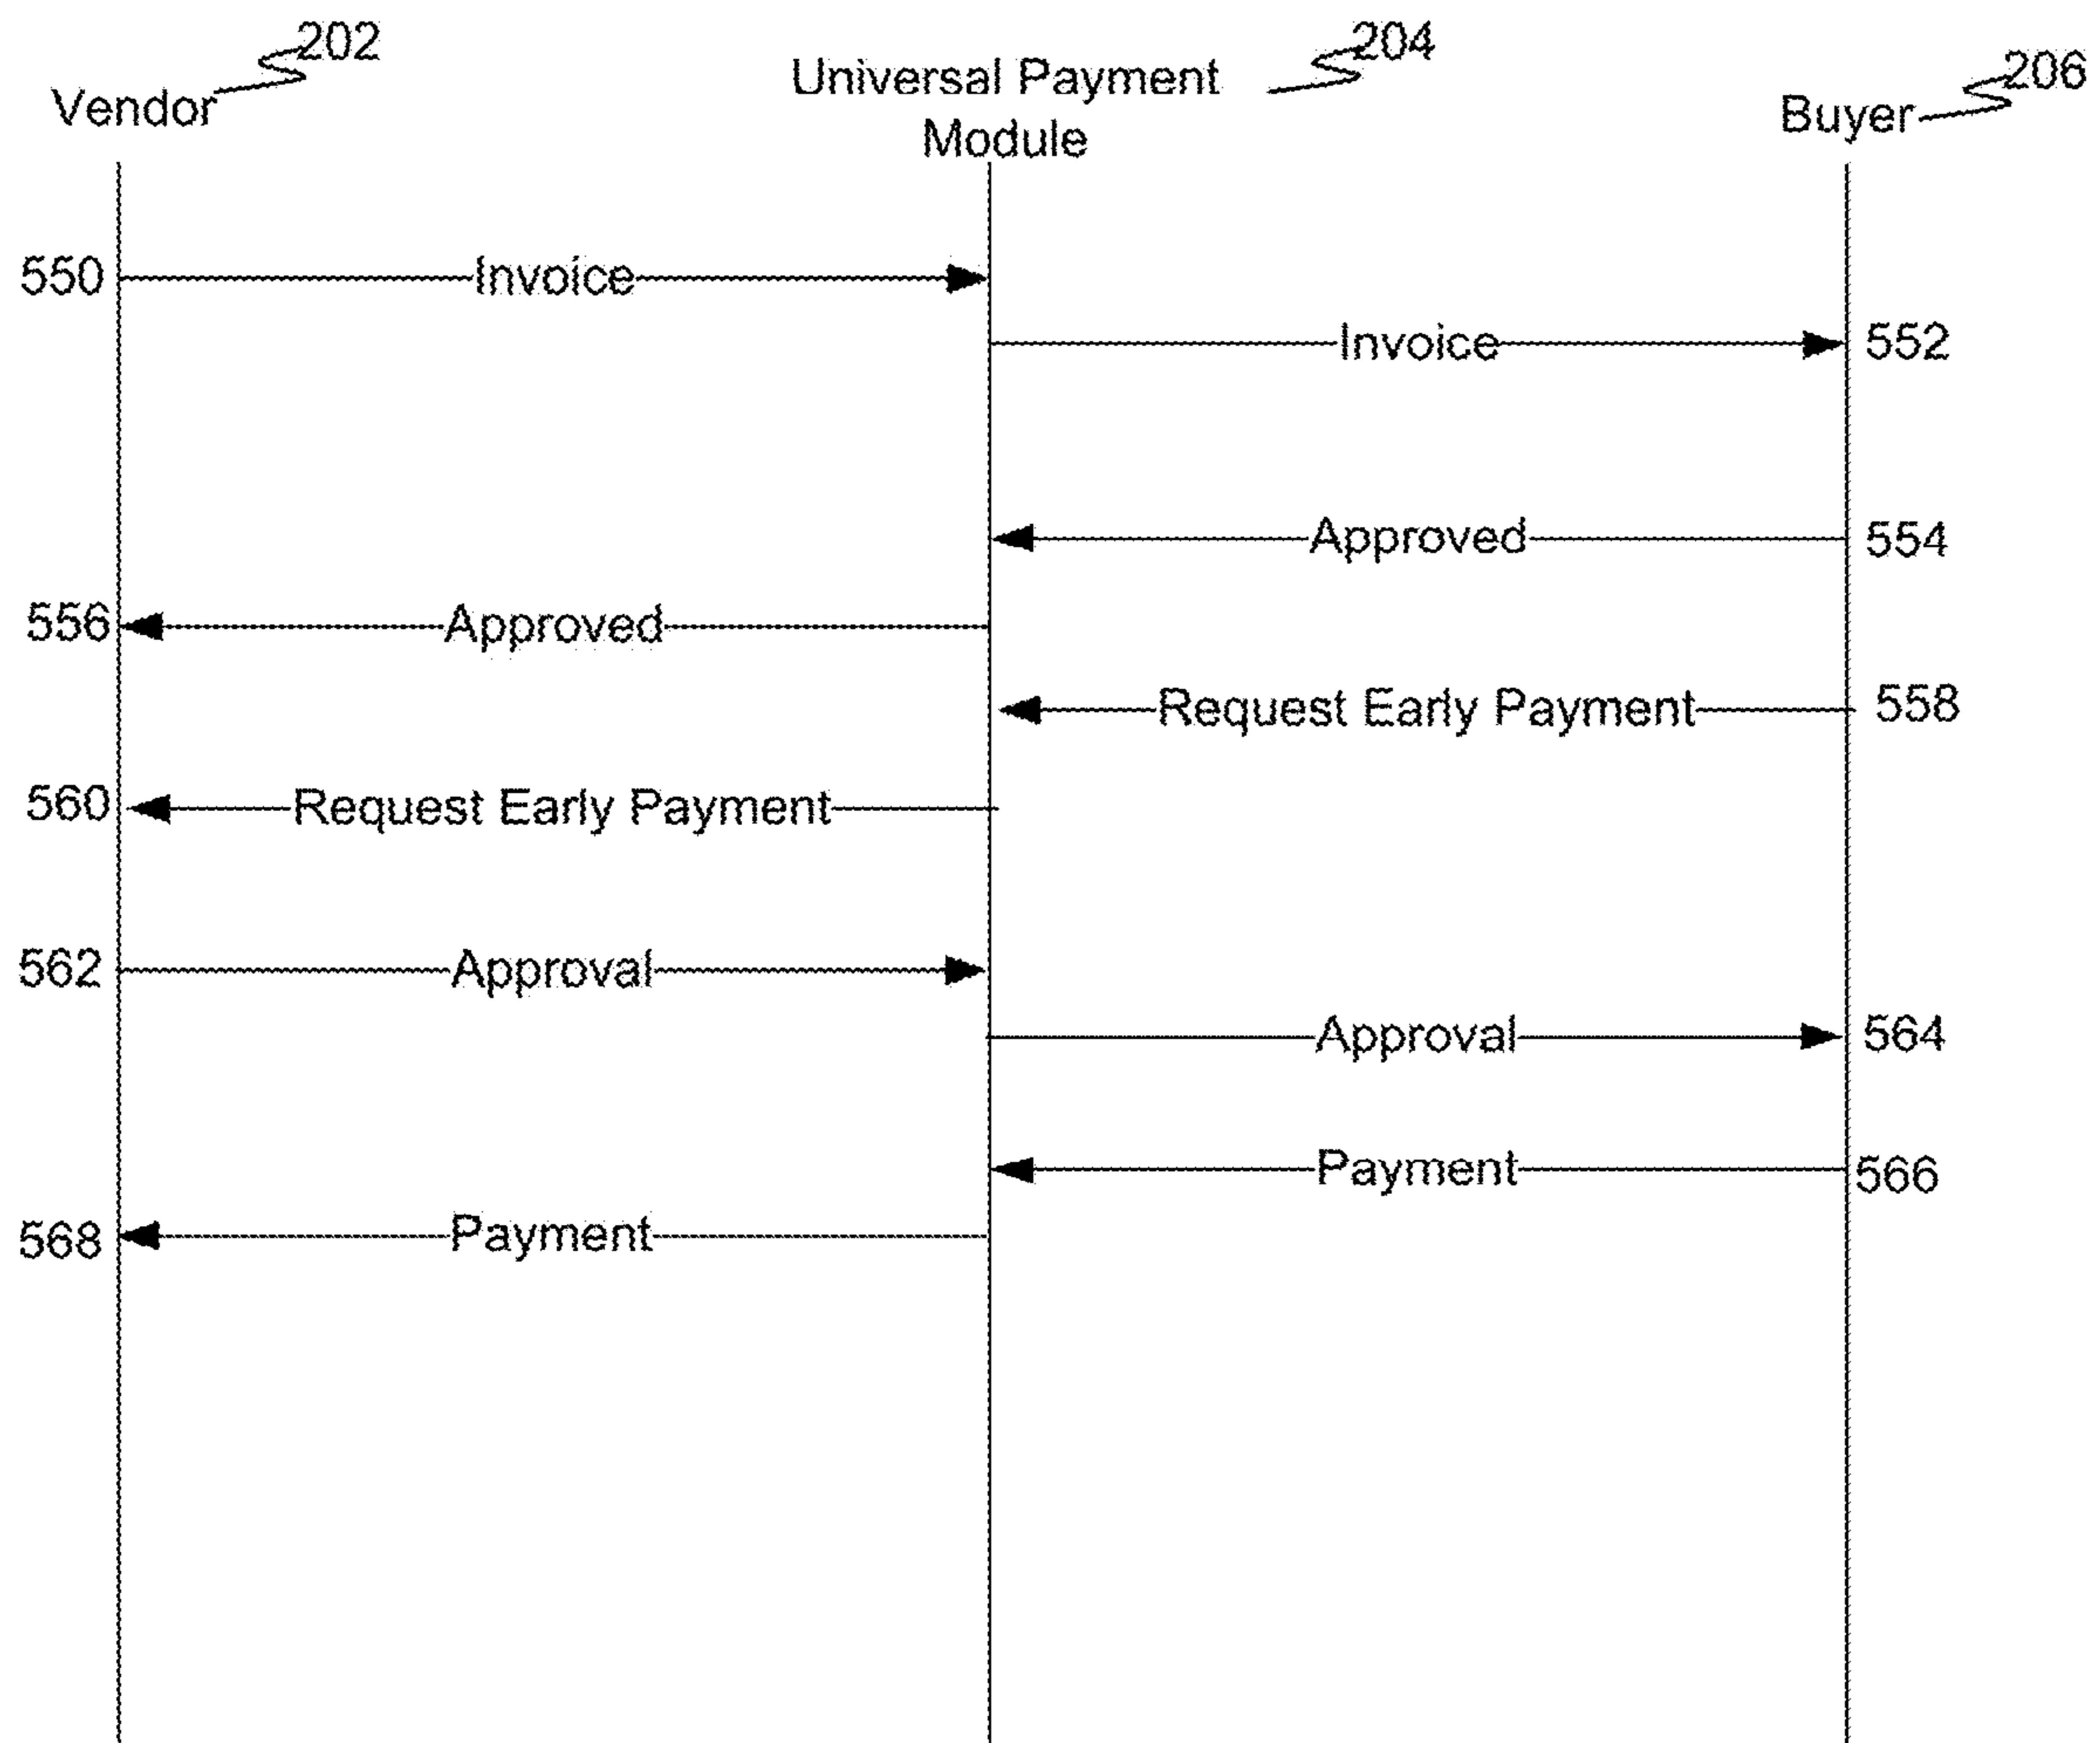 202
204
206
Vendor
Universal Payment
Module
Buyer
550 Invoice
Invoice 552
Approved 554
556 Approved
Request Early Payment 558
560 Request Early Payment
562 Approval
Approval 564
Payment 566
568 Payment